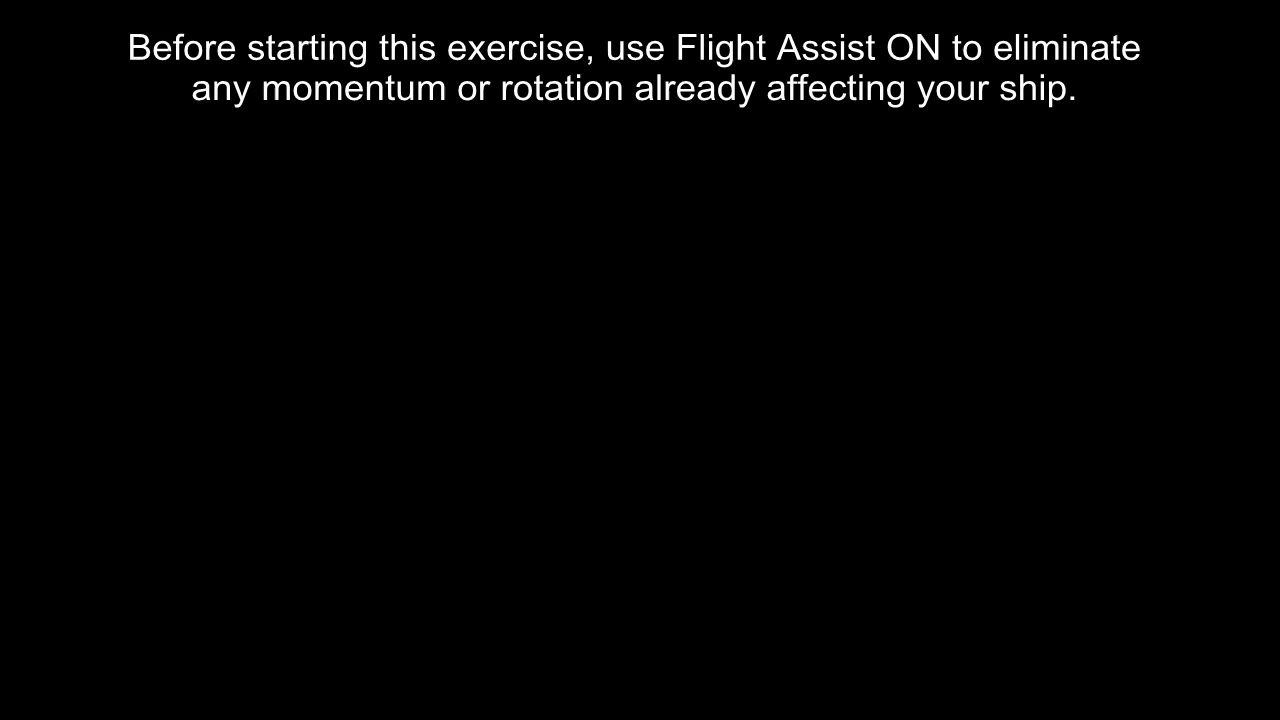 Before starting this exercise, use Flight Assist ON to eliminate
any momentum or rotation already affecting your ship.